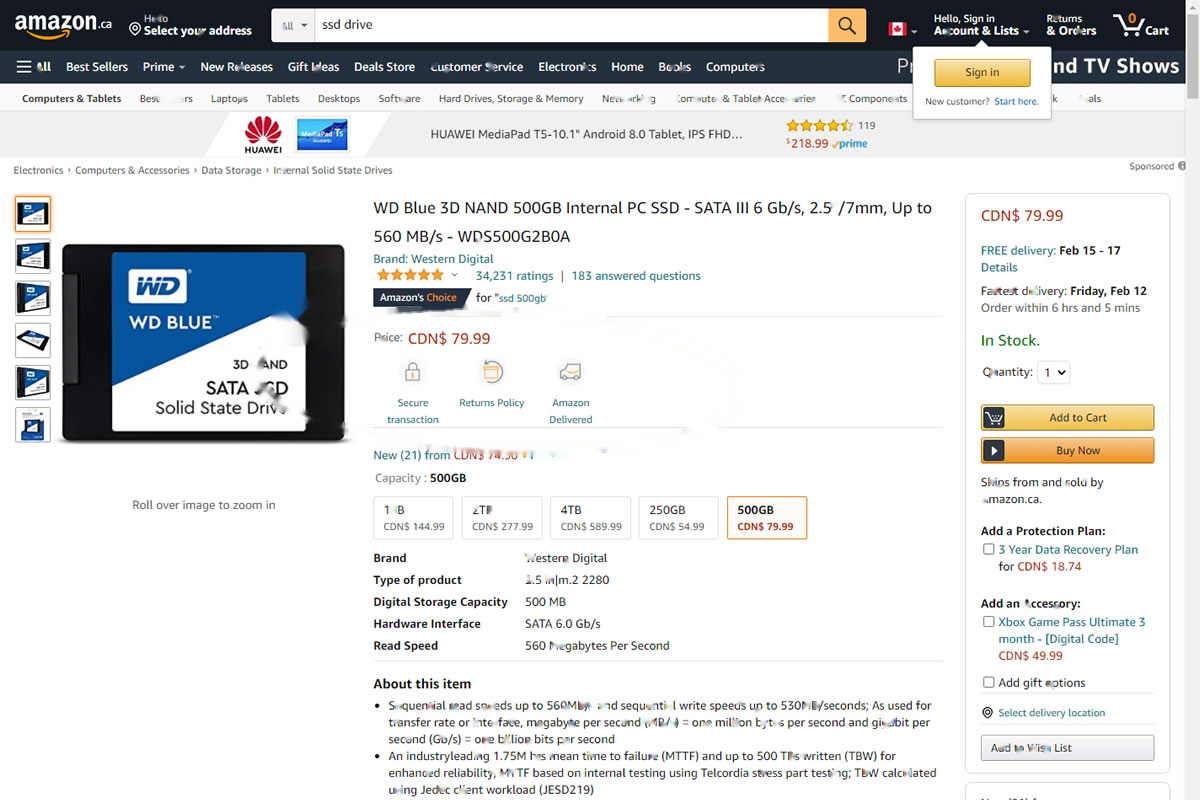 amazon.ca
Select your address
All
ssd drive
Hello, Sign in
Account & Lists
Returns
& Orders
0
Cart
All
Best Sellers
Prime
New Releases
Gift Ideas
Deals Store
Customer Service
Electronics
Home
Books
Computers
nd TV Shows
Sign in
New customer? Start here.
Computers & Tablets
Best
Laptops
Tablets
Desktops
Software
Hard Drives, Storage & Memory
Networking
& Tablet Accessories
Components
HUAWEI
MediaPad T5
HUAWEI
HUAWEI MediaPad T5-10.1" Android 8.0 Tablet, IPS FHD...
119
$218.99 prime
Sponsored
Electronics › Computers & Accessories › Data Storage › Internal Solid State Drives
WD Blue 3D NAND 500GB Internal PC SSD - SATA III 6 Gb/s, 2.5"/7mm, Up to
560 MB/s - WDS500G2B0A
Brand: Western Digital
34,231 ratings | 183 answered questions
Amazon's Choice for "ssd 500gb"
Price: CDN$ 79.99
Secure
transaction
Returns Policy
Amazon
Delivered
WD
WD BLUE™
3D NAND
SATA SSD
Solid State Drive
Roll over image to zoom in
New (21) from CDN$
Capacity : 500GB
CDN$ 144.99
2TB
CDN$ 277.99
4TB
CDN$ 589.99
250GB
CDN$ 54.99
500GB
CDN$ 79.99
Brand Western Digital
Type of product 2.5 in|m.2 2280
Digital Storage Capacity 500 MB
Hardware Interface SATA 6.0 Gb/s
Read Speed 560 Megabytes Per Second
About this item
Sequential read speeds up to 560MB/s and sequential write speeds up to 530MB/seconds; As used for
transfer rate or interface, megabyte per second (MB/s) = one million bytes per second and gigabit per
second (Gb/s) = one billion bits per second
An industryleading 1.75M hrs mean time to failure (MTTF) and up to 500 TBs written (TBW) for
enhanced reliability, MTTF based on internal testing using Telcordia stress part testing; TBW calculated
using Jedec client workload (JESD219)
CDN$ 79.99
FREE delivery: Feb 15 - 17
Details
Fastest delivery: Friday, Feb 12
Order within 6 hrs and 5 mins
In Stock.
Quantity: 1
Add to Cart
Buy Now
Ships from and sold by
amazon.ca.
Add a Protection Plan:
3 Year Data Recovery Plan
for CDN$ 18.74
Add an Accessory:
Xbox Game Pass Ultimate 3
month - [Digital Code]
CDN$ 49.99
Add gift options
Select delivery location
Add to Wish List